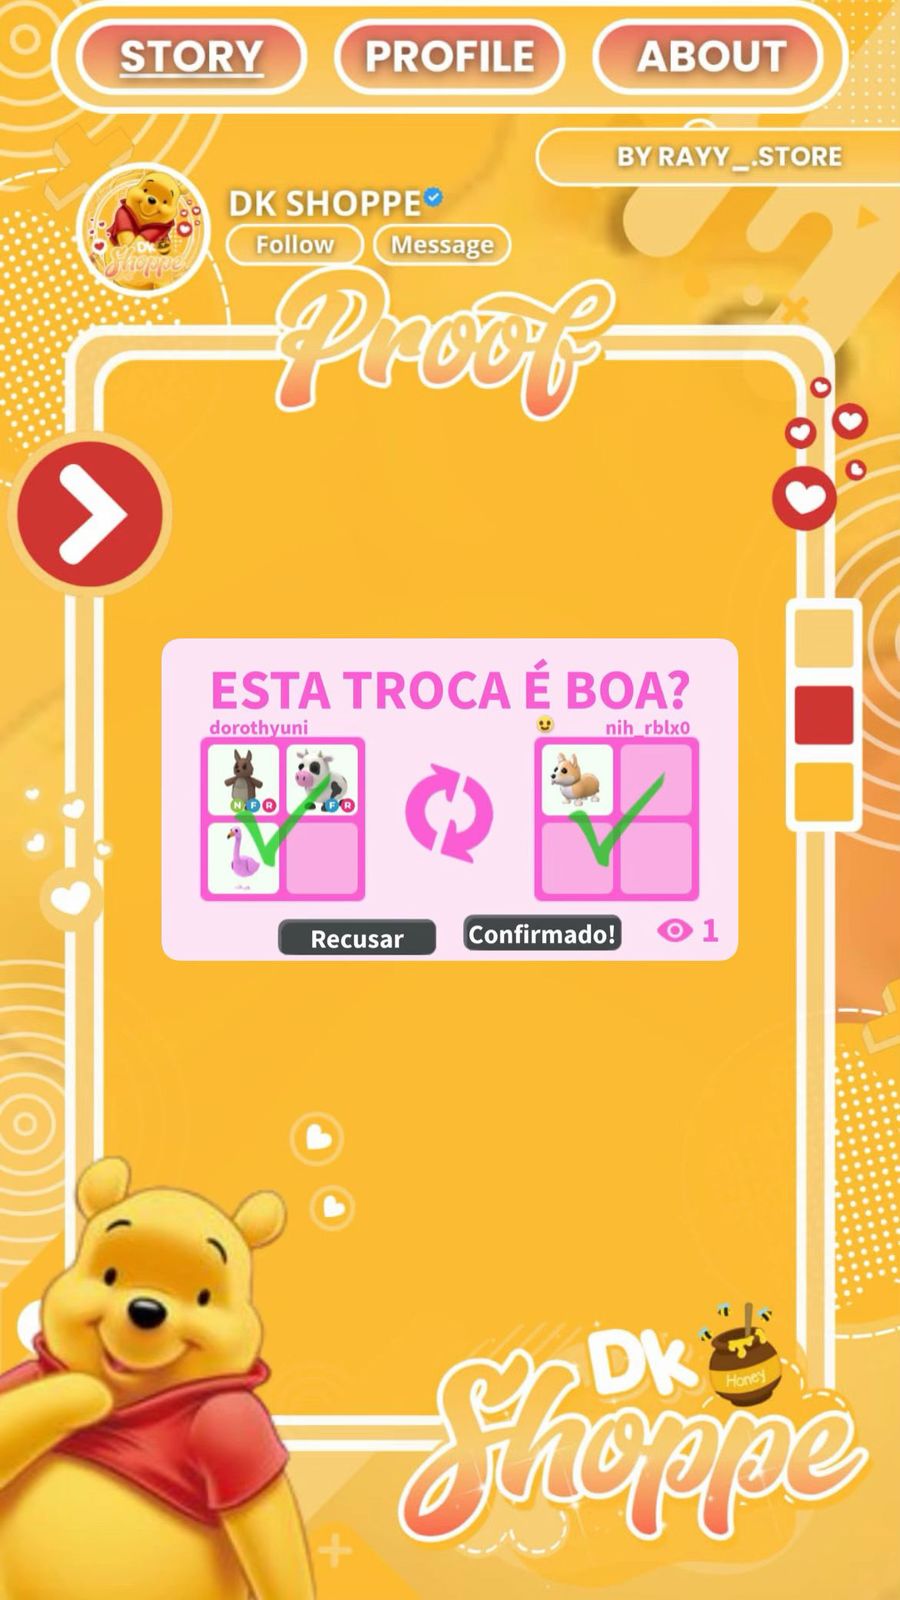 STORY PROFILE ABOUT
BY RAYY_.STORE
DK SHOPPE
Follow Message
Dk
Shoppe
Proof
ESTA TROCA É BOA?
dorothyuni nih_rblx0
N F R F R
Recusar Confirmado! 1
Dk
Honey
Shoppe